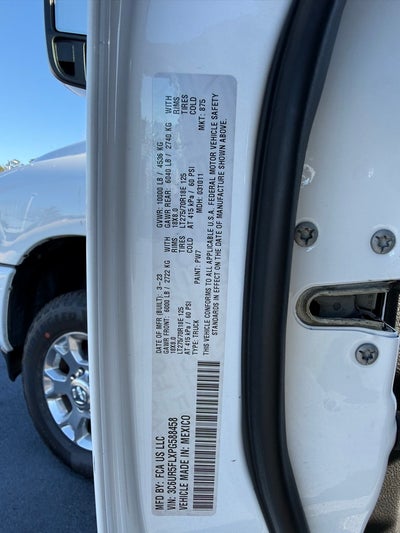 MFD BY: FCA US LLC
DATE OF MFR (BUILT): 3-23
GVWR: 10000 LB / 4536 KG
GAWR FRONT: 6000 LB / 2722 KG WITH
18X8.0 RIMS
LT275/70R18E 125 TIRES
AT 415 kPa / 60 PSI COLD
GAWR REAR: 6040 LB / 2740 KG WITH
18X8.0 RIMS
LT275/70R18E 125 TIRES
AT 415 kPa / 60 PSI COLD
VIN: 3C6UR5FLXPG588458
TYPE: TRUCK
PAINT: PW7
MDH: 031011
MKT: 875
VEHICLE MADE IN: MEXICO
THIS VEHICLE CONFORMS TO ALL APPLICABLE U.S.A. FEDERAL MOTOR VEHICLE SAFETY
STANDARDS IN EFFECT ON THE DATE OF MANUFACTURE SHOWN ABOVE.